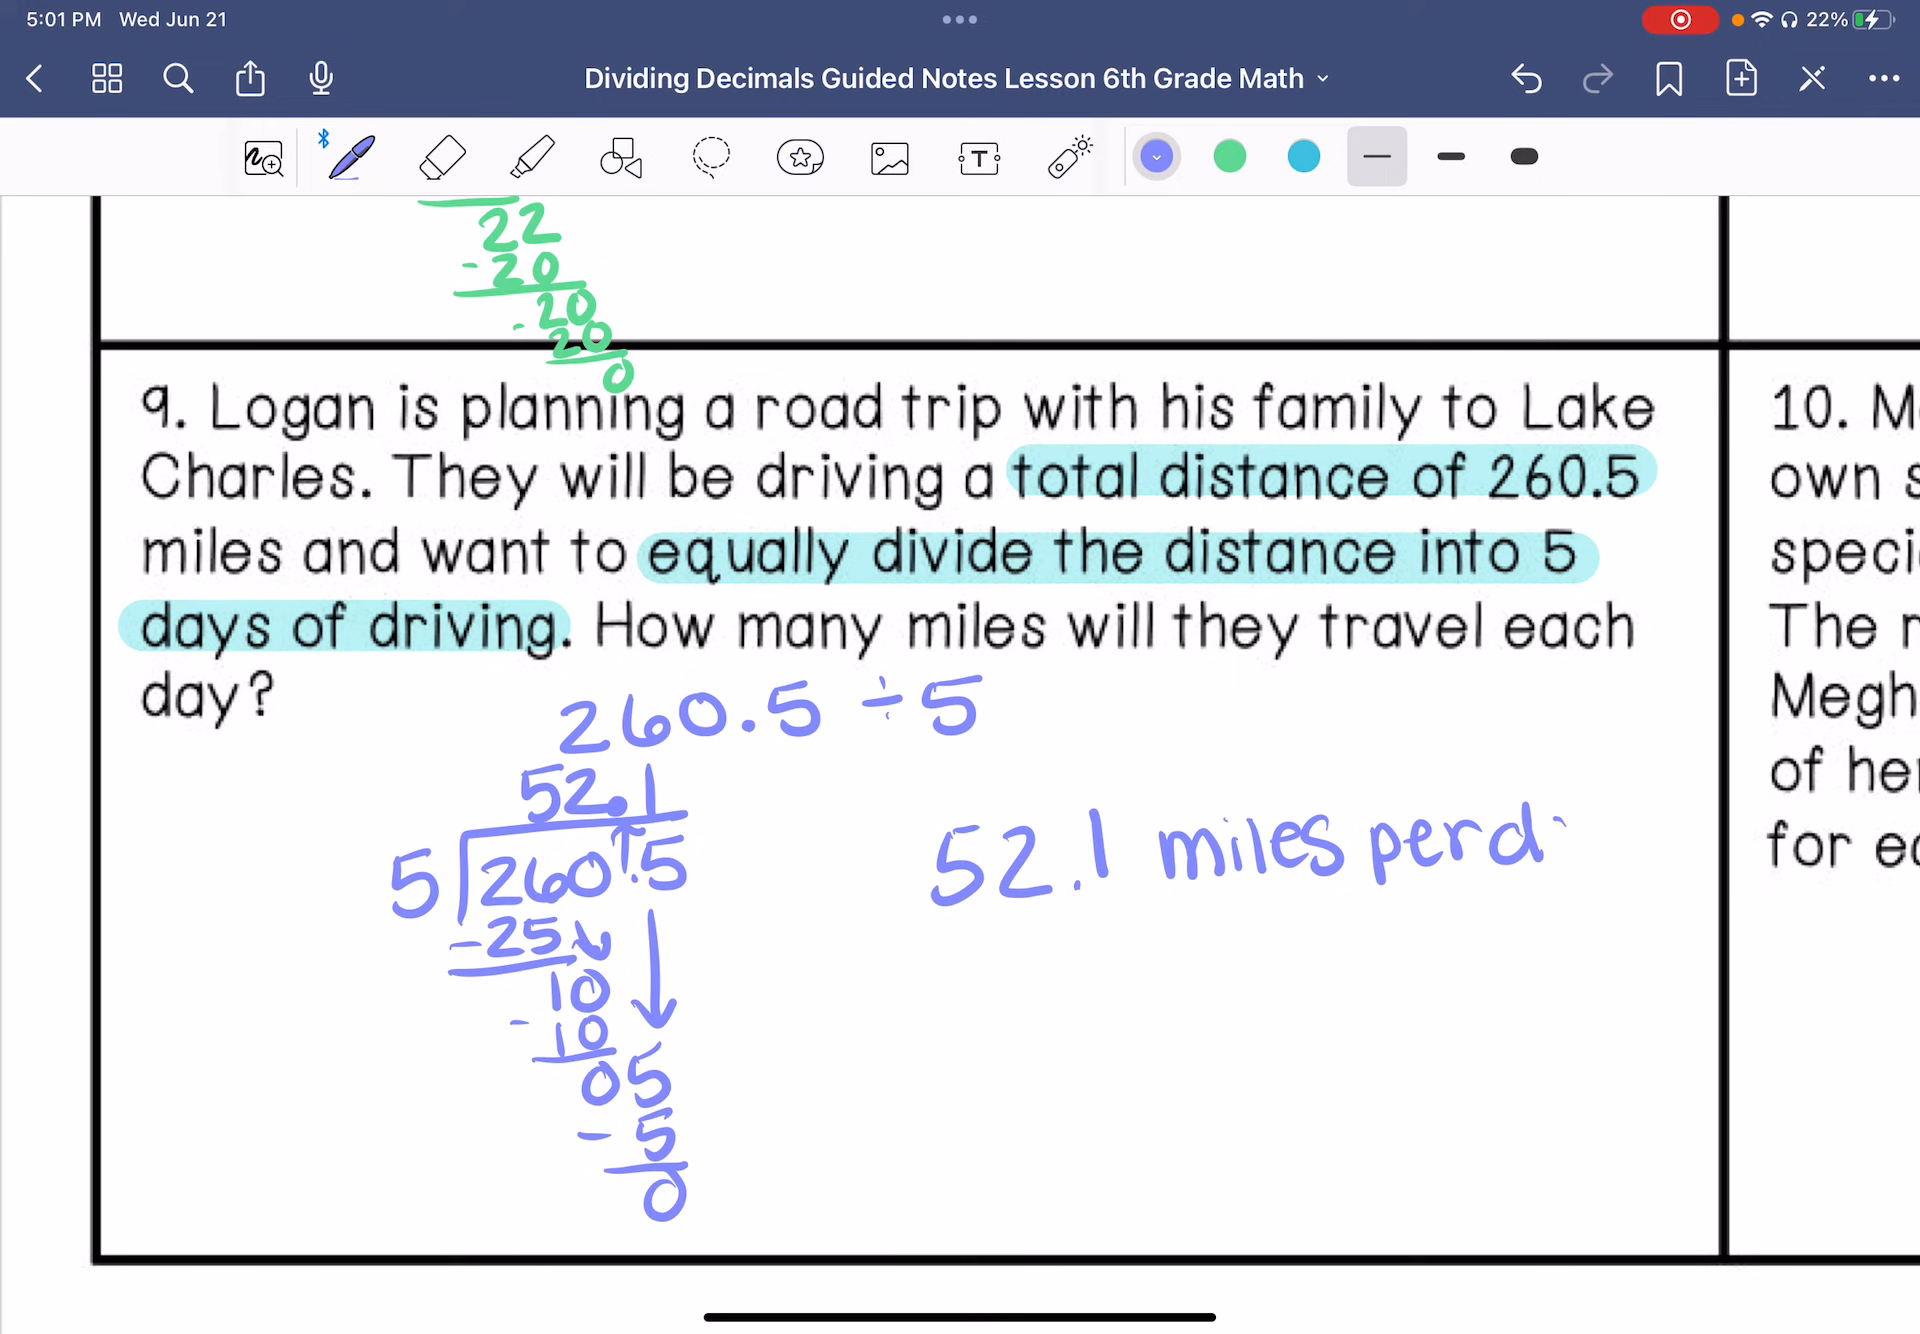 5:01 PM Wed Jun 21
22%
Dividing Decimals Guided Notes Lesson 6th Grade Math
T
22
- 20
20
- 20
0
9. Logan is planning a road trip with his family to Lake
Charles. They will be driving a total distance of 260.5
miles and want to equally divide the distance into 5
days of driving. How many miles will they travel each
day?
260.5 ÷ 5
52.1
5 260.5
-25
10
- 10
05
- 5
0
52.1 miles per d
10. M
own s
speci
The r
Megh
of her
for ea